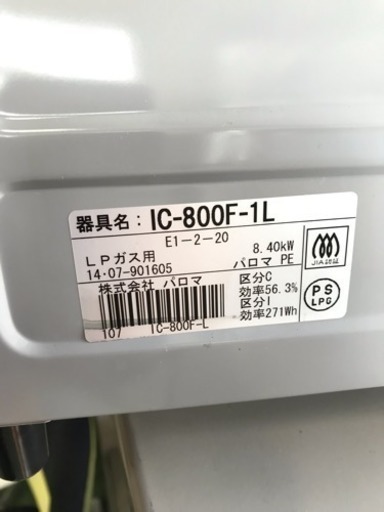 器具名：IC-800F-1L
E1-2-20 8.40kW
LPガス用 パロマ PE
14·07-901605
株式会社 パロマ
区分C
効率56.3%
区分I
効率271Wh
107 IC-800F-L
PS
LPG